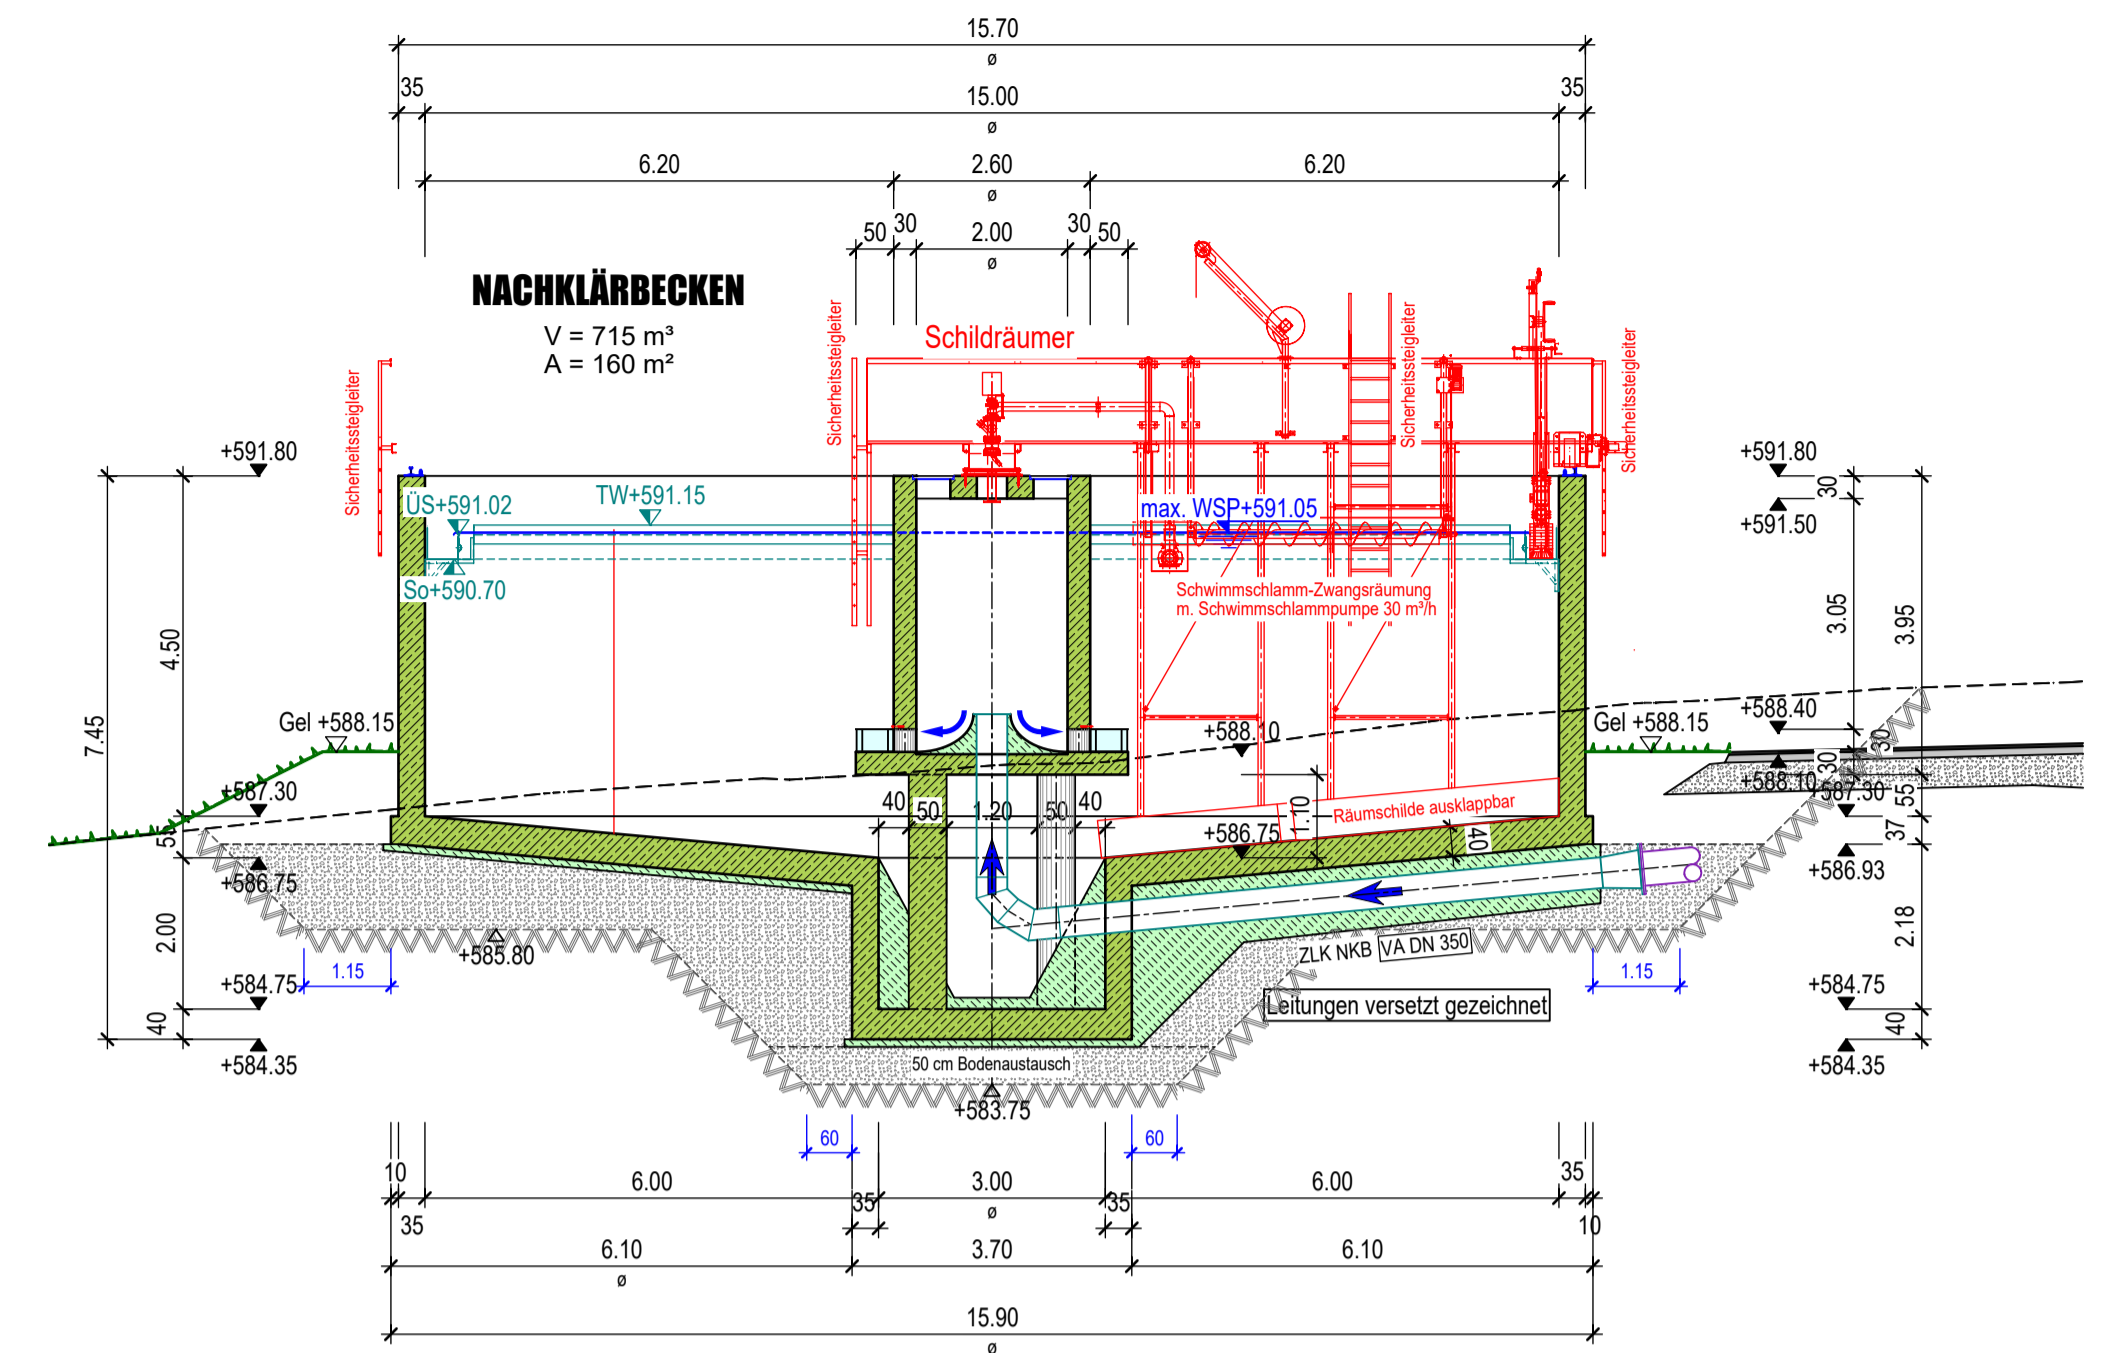 15.70
ø
35
15.00
35
ø
6.20
2.60
6.20
ø
50
30
2.00
30
50
ø
NACHKLÄRBECKEN
V = 715 m³
A = 160 m²
Schildräumer
Sicherheitssteigleiter
Sicherheitssteigleiter
Sicherheitssteigleiter
Sicherheitssteigleiter
+591.80
+591.80
ÜS+591.02
TW+591.15
max. WSP+591.05
30
+591.50
So+590.70
Schwimmschlamm-Zwangsräumung
m. Schwimmschlammpumpe 30 m³/h
4.50
3.05
3.95
7.45
Gel +588.15
+588.10
Gel +588.15
+588.40
30
30
+588.10
+587.30
+587.30
55
40
50
1.20
50
40
1.10
Räumschilde ausklappbar
+586.75
40
37
+586.75
+586.93
2.00
2.18
+585.80
ZLK NKB
VA DN 350
1.15
1.15
+584.75
+584.75
Leitungen versetzt gezeichnet
40
40
+584.35
+584.35
50 cm Bodenaustausch
+583.75
60
60
10
6.00
3.00
6.00
35
35
35
ø
35
10
6.10
3.70
6.10
ø
15.90
ø